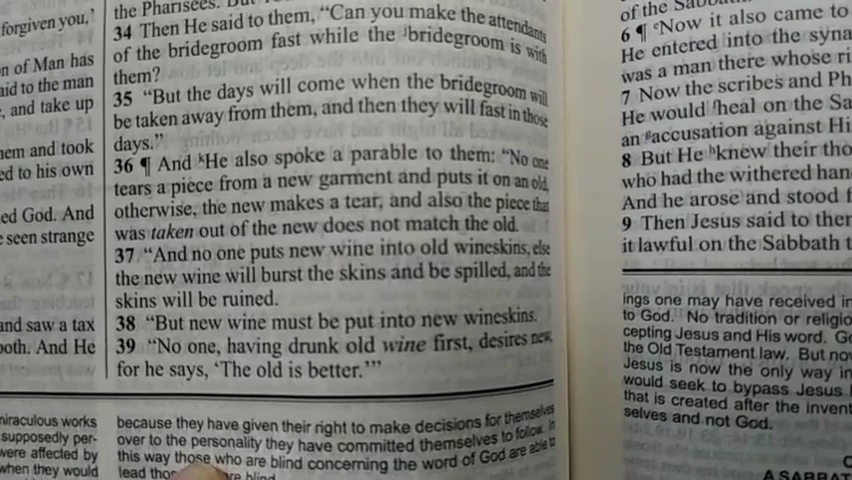 forgiven you,'
n of Man has
aid to the man
, and take up
hem and took
ed to his own
ed God. And
e seen strange
and saw a tax
ooth. And He
the Pharisees. But
34 Then He said to them, “Can you make the attendants
of the bridegroom fast while the jbridegroom is with
them?
35 “But the days will come when the bridegroom will
be taken away from them, and then they will fast in those
days.”
36 ¶ And kHe also spoke a parable to them: “No one
tears a piece from a new garment and puts it on an old,
otherwise, the new makes a tear, and also the piece that
was taken out of the new does not match the old.
37 “And no one puts new wine into old wineskins, else
the new wine will burst the skins and be spilled, and the
skins will be ruined.
38 “But new wine must be put into new wineskins.
39 “No one, having drunk old wine first, desires new,
for he says, ‘The old is better.’”
miraculous works
supposedly per-
were affected by
when they would
because they have given their right to make decisions for themselves
over to the personality they have committed themselves to follow. In
this way those who are blind concerning the word of God are able to
lead blind
of the Sabbath
6 ¶ eNow it also came to
He entered into the syna
was a man there whose ri
7 Now the scribes and Ph
He would fheal on the Sa
an gaccusation against Hi
8 But He hknew their tho
who had the withered han
And he arose and stood f
9 Then Jesus said to ther
it lawful on the Sabbath t
ings one may have received in
to God. No tradition or religio
cepting Jesus and His word. Go
the Old Testament law. But now
Jesus is now the only way in
would seek to bypass Jesus
that is created after the invent
selves and not God.
A SABBAT